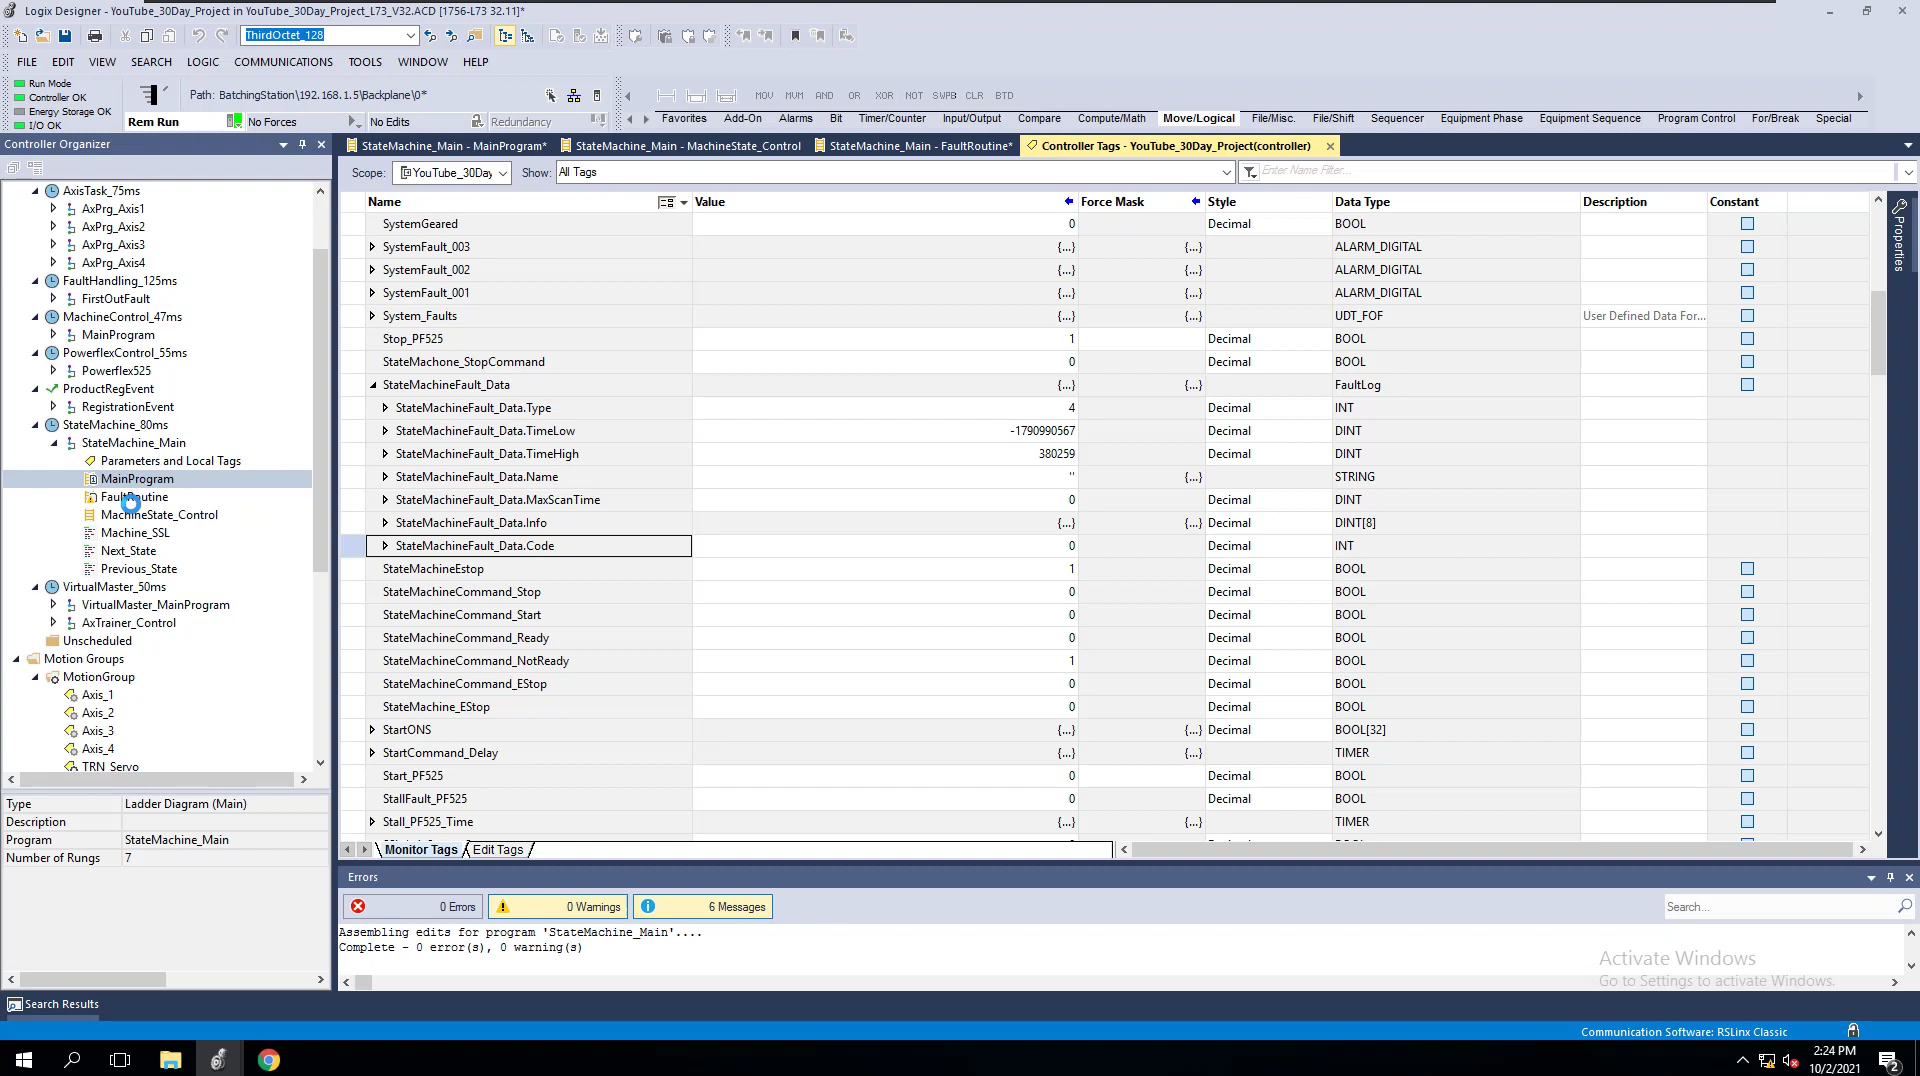 Logix Designer - YouTube_30Day_Project in YouTube_30Day_Project_L73_V32.ACD [1756-L73 32.11]*
ThirdOctet_128
FILE EDIT VIEW SEARCH LOGIC COMMUNICATIONS TOOLS WINDOW HELP
Run Mode
Controller OK
Energy Storage OK
I/O OK
Path: BatchingStation\192.168.1.5\Backplane\0*
Rem Run No Forces No Edits Redundancy
MOV MVM AND OR XOR NOT SWPB CLR BTD
Favorites Add-On Alarms Bit Timer/Counter Input/Output Compare Compute/Math Move/Logical File/Misc. File/Shift Sequencer Equipment Phase Equipment Sequence Program Control For/Break Special
Controller Organizer
AxisTask_75ms
AxPrg_Axis1
AxPrg_Axis2
AxPrg_Axis3
AxPrg_Axis4
FaultHandling_125ms
FirstOutFault
MachineControl_47ms
MainProgram
PowerflexControl_55ms
Powerflex525
ProductRegEvent
RegistrationEvent
StateMachine_80ms
StateMachine_Main
Parameters and Local Tags
MainProgram
FaultRoutine
MachineState_Control
Machine_SSL
Next_State
Previous_State
VirtualMaster_50ms
VirtualMaster_MainProgram
AxTrainer_Control
Unscheduled
Motion Groups
MotionGroup
Axis_1
Axis_2
Axis_3
Axis_4
TRN_Servo
Type Ladder Diagram (Main)
Description
Program StateMachine_Main
Number of Rungs 7
StateMachine_Main - MainProgram* StateMachine_Main - MachineState_Control StateMachine_Main - FaultRoutine* Controller Tags - YouTube_30Day_Project(controller)
Scope: YouTube_30Day Show: All Tags Enter Name Filter...
Name Value Force Mask Style Data Type Description Constant
SystemGeared 0 Decimal BOOL
SystemFault_003 {...} {...} ALARM_DIGITAL
SystemFault_002 {...} {...} ALARM_DIGITAL
SystemFault_001 {...} {...} ALARM_DIGITAL
System_Faults {...} {...} UDT_FOF User Defined Data For...
Stop_PF525 1 Decimal BOOL
StateMachone_StopCommand 0 Decimal BOOL
StateMachineFault_Data {...} {...} FaultLog
StateMachineFault_Data.Type 4 Decimal INT
StateMachineFault_Data.TimeLow -1790990567 Decimal DINT
StateMachineFault_Data.TimeHigh 380259 Decimal DINT
StateMachineFault_Data.Name '' {...} STRING
StateMachineFault_Data.MaxScanTime 0 Decimal DINT
StateMachineFault_Data.Info {...} {...} Decimal DINT[8]
StateMachineFault_Data.Code 0 Decimal INT
StateMachineEstop 1 Decimal BOOL
StateMachineCommand_Stop 0 Decimal BOOL
StateMachineCommand_Start 0 Decimal BOOL
StateMachineCommand_Ready 0 Decimal BOOL
StateMachineCommand_NotReady 1 Decimal BOOL
StateMachineCommand_EStop 0 Decimal BOOL
StateMachine_EStop 0 Decimal BOOL
StartONS {...} {...} Decimal BOOL[32]
StartCommand_Delay {...} {...} TIMER
Start_PF525 0 Decimal BOOL
StallFault_PF525 0 Decimal BOOL
Stall_PF525_Time {...} {...} TIMER
Monitor Tags Edit Tags
Properties
Errors
0 Errors 0 Warnings 6 Messages Search...
Assembling edits for program 'StateMachine_Main'....
Complete - 0 error(s), 0 warning(s)
Activate Windows
Go to Settings to activate Windows.
Search Results
Communication Software: RSLinx Classic
2:24 PM
10/2/2021
2